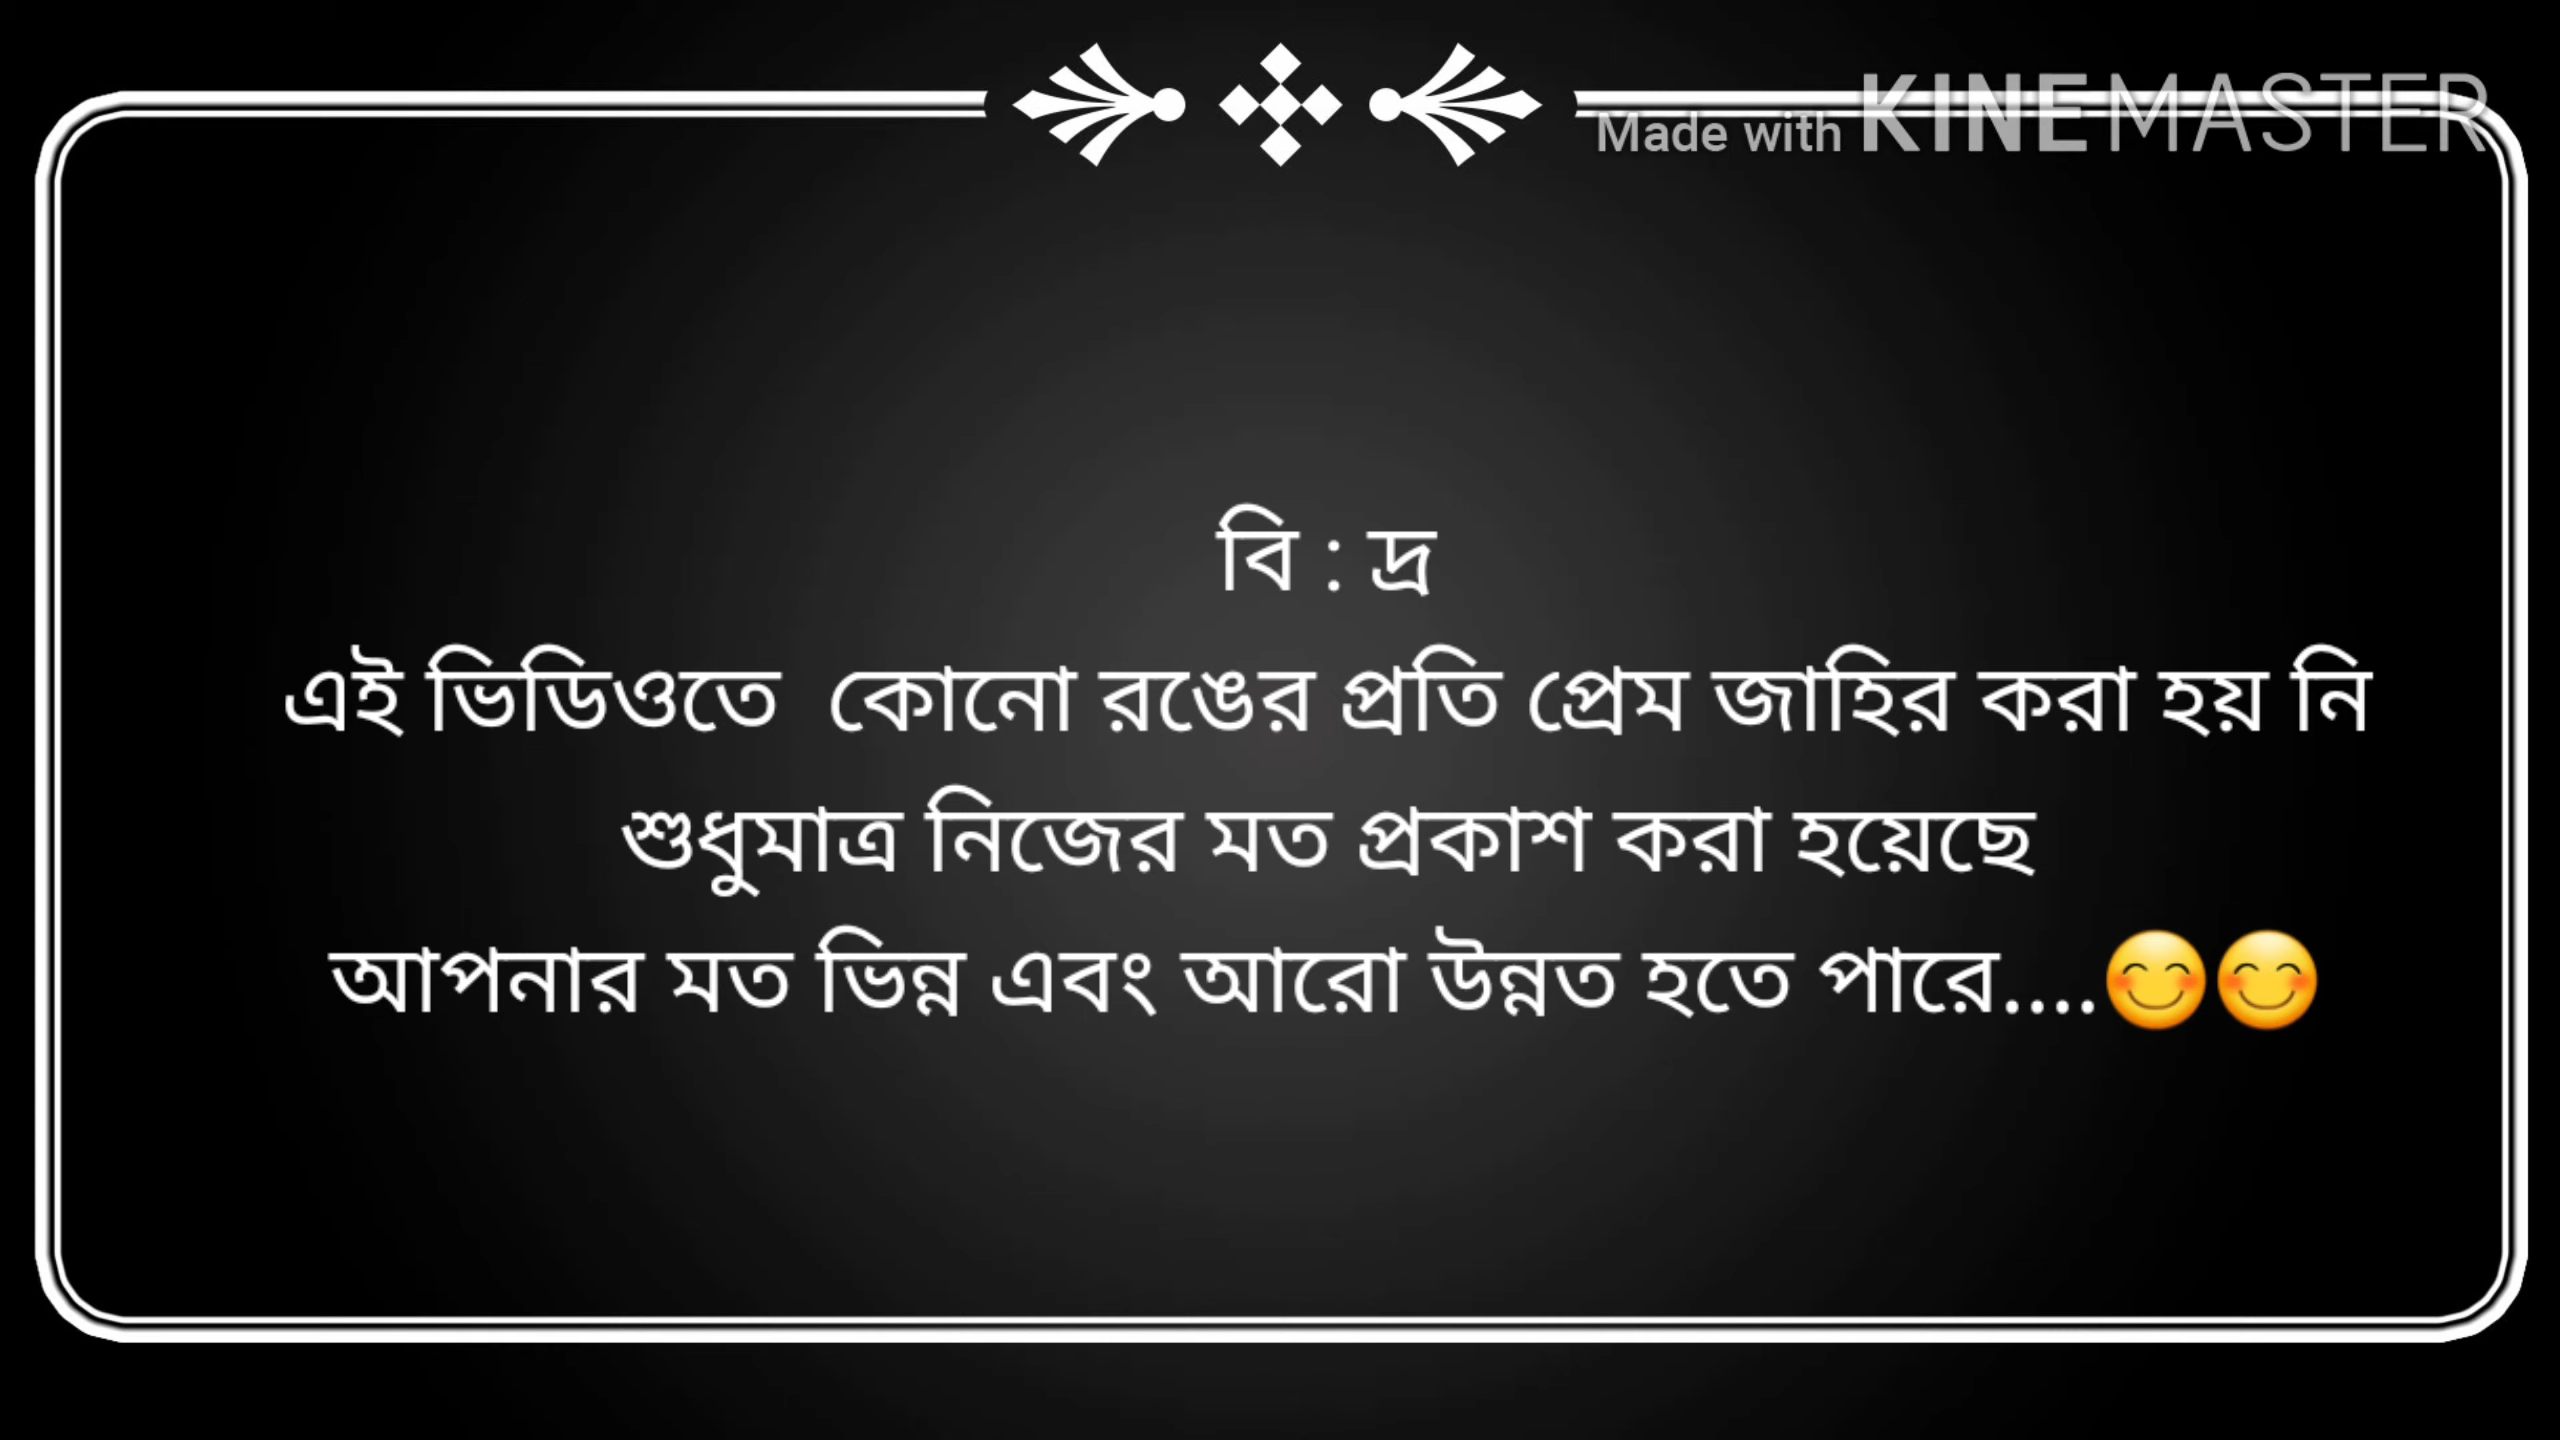 Made with KINEMASTER
বি : দ্র
এই ভিডিওতে  কোনো রঙের প্রতি প্রেম জাহির করা হয় নি
শুধুমাত্র নিজের মত প্রকাশ করা হয়েছে
আপনার মত ভিন্ন এবং আরো উন্নত হতে পারে....😊😊